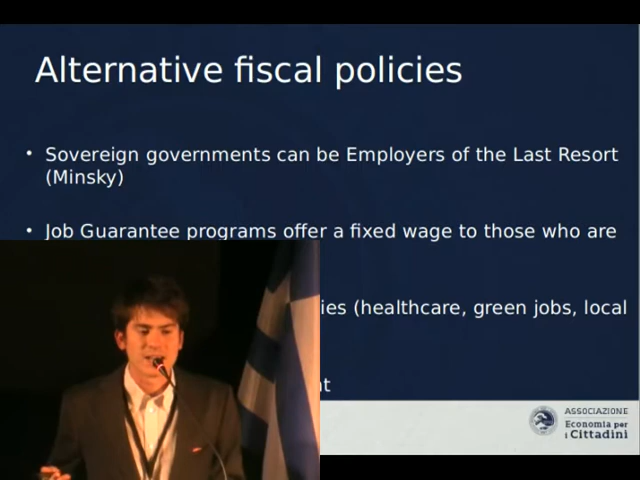 Alternative fiscal policies
• Sovereign governments can be Employers of the Last Resort
(Minsky)
• Job Guarantee programs offer a fixed wage to those who are
ies (healthcare, green jobs, local
nt
ASSOCIAZIONE
Economia per
i Cittadini